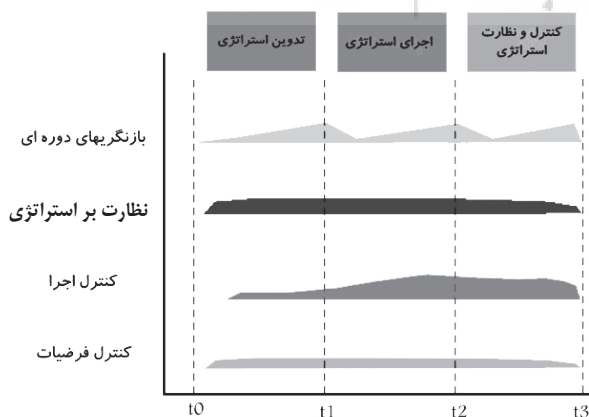 کنترل و نظارت
استراتژی
اجرای استراتژی
تدوین استراتژی
بازنگریهای دوره ای
نظارت بر استراتژی
کنترل اجرا
کنترل فرضیات
t0 t1 t2 t3